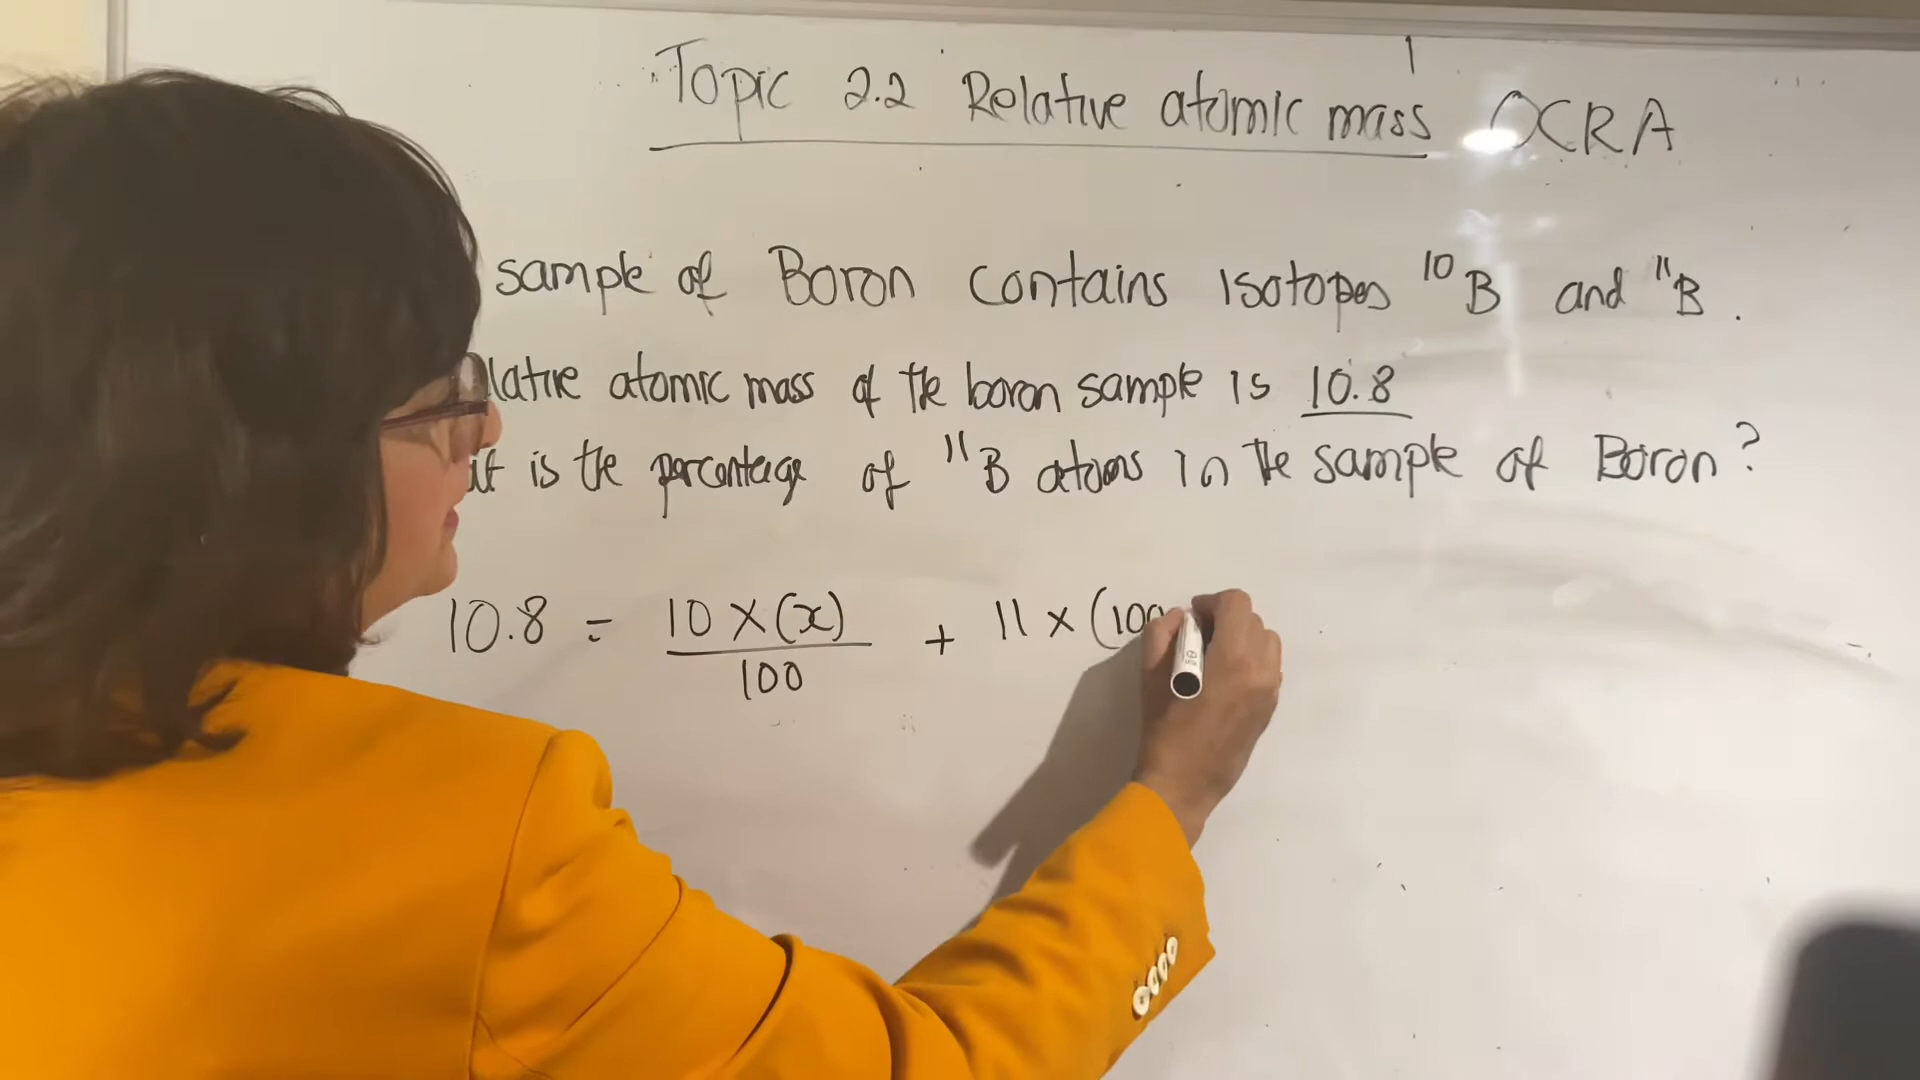 Topic 2.2 Relative atomic mass OCRA
sample of Boron contains isotopes ¹⁰B and ¹¹B.
lative atomic mass of the boron sample is 10.8
at is the percentage of ¹¹B atoms in the sample of Boron?
10.8 = 10 × (x) / 100 + 11 × (100